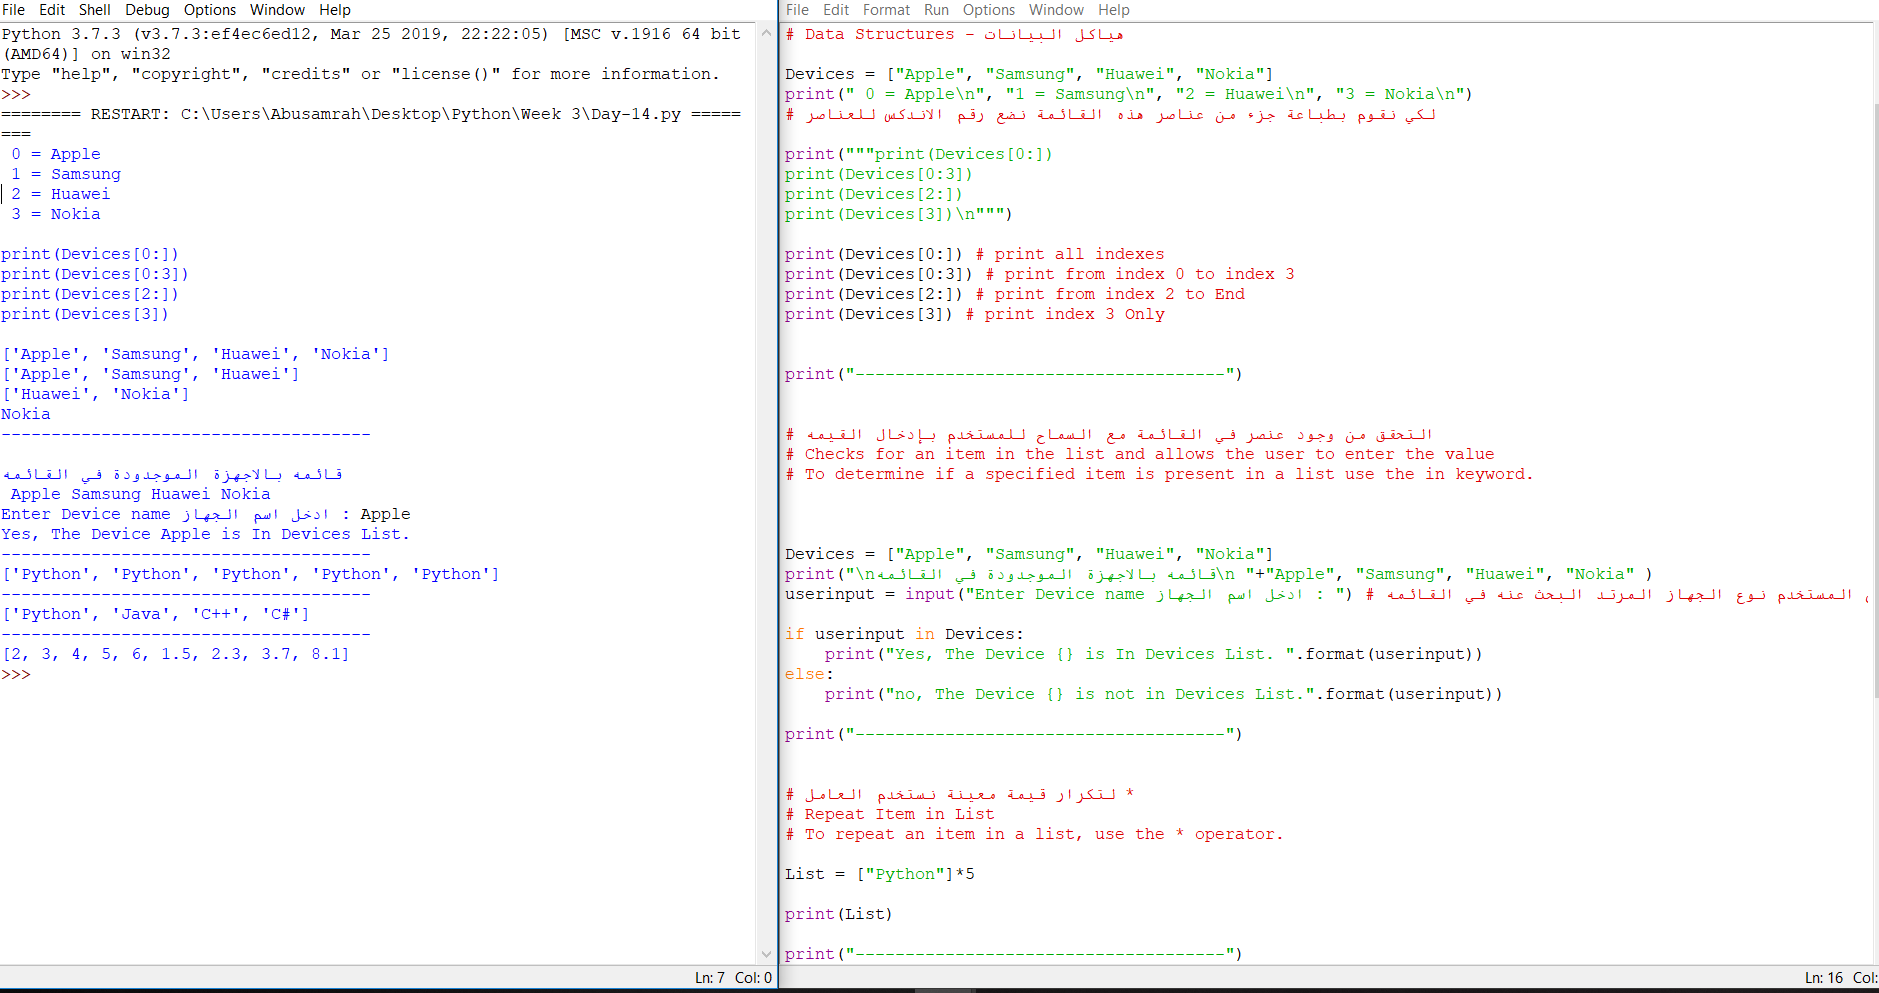 File Edit Shell Debug Options Window Help
Python 3.7.3 (v3.7.3:ef4ec6ed12, Mar 25 2019, 22:22:05) [MSC v.1916 64 bit
(AMD64)] on win32
Type "help", "copyright", "credits" or "license()" for more information.
>>>
======== RESTART: C:\Users\Abusamrah\Desktop\Python\Week 3\Day-14.py =====
===
 0 = Apple
 1 = Samsung
 2 = Huawei
 3 = Nokia
print(Devices[0:])
print(Devices[0:3])
print(Devices[2:])
print(Devices[3])
['Apple', 'Samsung', 'Huawei', 'Nokia']
['Apple', 'Samsung', 'Huawei']
['Huawei', 'Nokia']
Nokia
-------------------------------------
قائمه بالاجهزة الموجدودة في القائمه
 Apple Samsung Huawei Nokia
Enter Device name ادخل اسم الجهاز : Apple
Yes, The Device Apple is In Devices List.
-------------------------------------
['Python', 'Python', 'Python', 'Python', 'Python']
-------------------------------------
['Python', 'Java', 'C++', 'C#']
-------------------------------------
[2, 3, 4, 5, 6, 1.5, 2.3, 3.7, 8.1]
>>>
Ln: 7 Col: 0
File Edit Format Run Options Window Help
# Data Structures - هياكل البيانات
Devices = ["Apple", "Samsung", "Huawei", "Nokia"]
print(" 0 = Apple\n", "1 = Samsung\n", "2 = Huawei\n", "3 = Nokia\n")
# لكي نقوم بطباعة جزء من عناصر هذه القائمة نضع رقم الاندكس للعناصر
print("""print(Devices[0:])
print(Devices[0:3])
print(Devices[2:])
print(Devices[3])\n""")
print(Devices[0:]) # print all indexes
print(Devices[0:3]) # print from index 0 to index 3
print(Devices[2:]) # print from index 2 to End
print(Devices[3]) # print index 3 Only
print("-------------------------------------")
# التحقق من وجود عنصر في القائمة مع السماح للمستخدم بإدخال القيمه
# Checks for an item in the list and allows the user to enter the value
# To determine if a specified item is present in a list use the in keyword.
Devices = ["Apple", "Samsung", "Huawei", "Nokia"]
print("\nقائمه بالاجهزة الموجدودة في القائمه\n "+"Apple", "Samsung", "Huawei", "Nokia" )
userinput = input("Enter Device name ادخل اسم الجهاز : ") # المستخدم نوع الجهاز المرتد البحث عنه في القائمه
if userinput in Devices:
    print("Yes, The Device {} is In Devices List. ".format(userinput))
else:
    print("no, The Device {} is not in Devices List.".format(userinput))
print("-------------------------------------")
# لتكرار قيمة معينة نستخدم العامل *
# Repeat Item in List
# To repeat an item in a list, use the * operator.
List = ["Python"]*5
print(List)
print("-------------------------------------")
Ln: 16 Col: